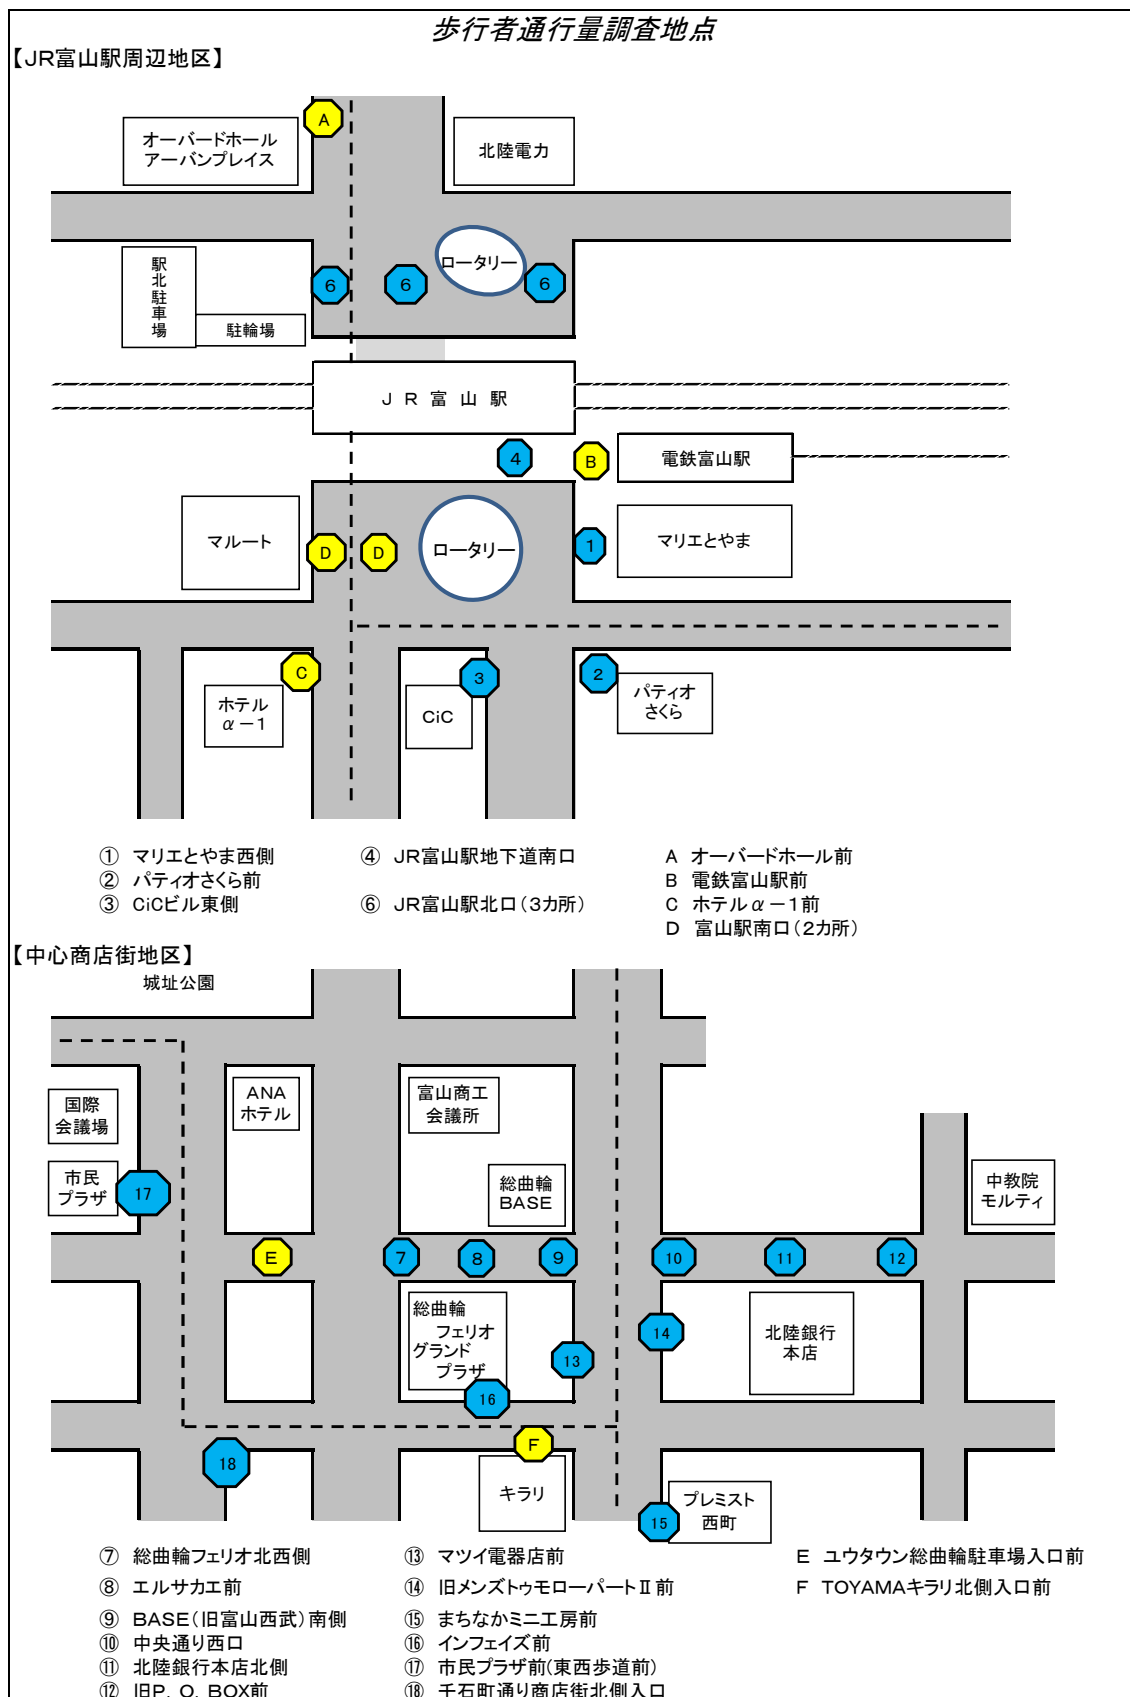 歩行者通行量調査地点
【JR富山駅周辺地区】
A
オーバードホール
アーバンプレイス
北陸電力
駅北駐車場
ロータリー
6
6
6
駐輪場
JR富山駅
4
B
電鉄富山駅
マルート
D
D
ロータリー
1
マリエとやま
C
ホテル
α－1
CiC
3
2
パティオ
さくら
① マリエとやま西側
② パティオさくら前
③ CiCビル東側
④ JR富山駅地下道南口
⑥ JR富山駅北口(3カ所)
A オーバードホール前
B 電鉄富山駅前
C ホテルα－1前
D 富山駅南口(2カ所)
【中心商店街地区】
城址公園
国際
会議場
ANA
ホテル
富山商工
会議所
市民
プラザ
17
総曲輪
BASE
中教院
モルティ
E
7
8
9
10
11
12
総曲輪
フェリオ
グランド
プラザ
13
14
北陸銀行
本店
16
F
18
キラリ
15
プレミスト
西町
⑦ 総曲輪フェリオ北西側
⑧ エルサカエ前
⑨ BASE(旧富山西武)南側
⑩ 中央通り西口
⑪ 北陸銀行本店北側
⑫ 旧P．O．BOX前
⑬ マツイ電器店前
⑭ 旧メンズトゥモローパートⅡ前
⑮ まちなかミニ工房前
⑯ インフェイズ前
⑰ 市民プラザ前(東西歩道前)
⑱ 千石町通り商店街北側入口
E ユウタウン総曲輪駐車場入口前
F TOYAMAキラリ北側入口前